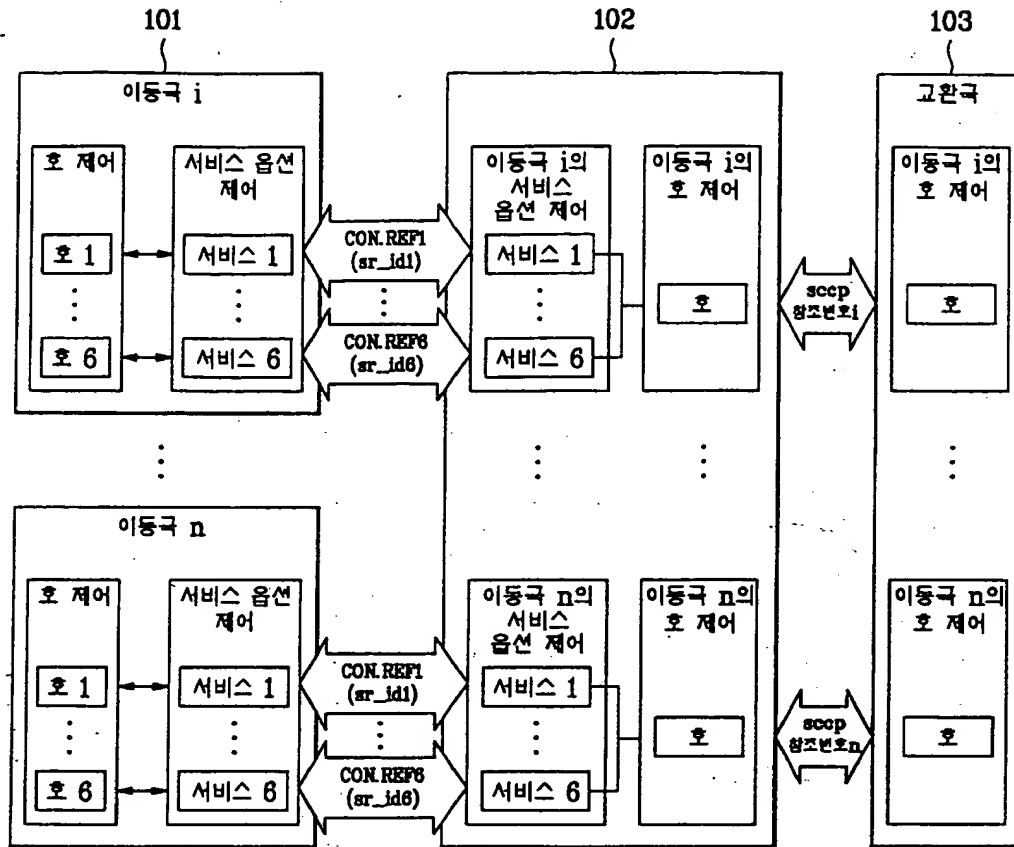 101
102
103
이동국 i
호 제어
서비스 옵션
제어
호 1
서비스 1
호 6
서비스 6
CON.REF1
(sr_id1)
CON.REF6
(sr_id6)
이동국 i의
서비스
옵션 제어
서비스 1
서비스 6
이동국 i의
호 제어
호
sccp
참조번호i
교환국
이동국 i의
호 제어
호
이동국 n
호 제어
서비스 옵션
제어
호 1
서비스 1
호 6
서비스 6
CON.REF1
(sr_id1)
CON.REF6
(sr_id6)
이동국 n의
서비스
옵션 제어
서비스 1
서비스 6
이동국 n의
호 제어
호
sccp
참조번호n
이동국 n의
호 제어
호